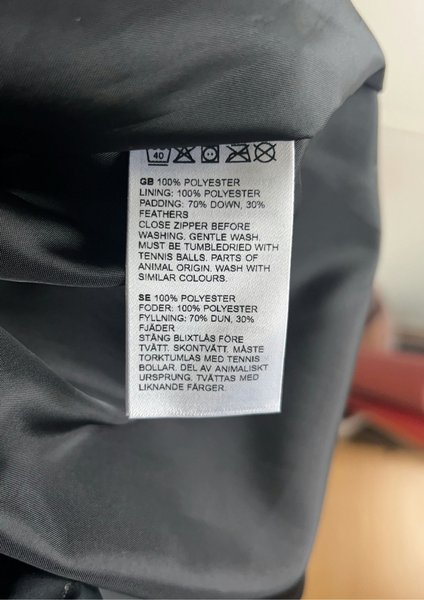 40
GB 100% POLYESTER
LINING: 100% POLYESTER
PADDING: 70% DOWN, 30%
FEATHERS
CLOSE ZIPPER BEFORE
WASHING. GENTLE WASH.
MUST BE TUMBLEDRIED WITH
TENNIS BALLS. PARTS OF
ANIMAL ORIGIN. WASH WITH
SIMILAR COLOURS.
SE 100% POLYESTER
FODER: 100% POLYESTER
FYLLNING: 70% DUN, 30%
FJÄDER
STÄNG BLIXTLÅS FÖRE
TVÄTT. SKONTVÄTT. MÅSTE
TORKTUMLAS MED TENNIS
BOLLAR. DEL AV ANIMALISKT
URSPRUNG. TVÄTTAS MED
LIKNANDE FÄRGER.